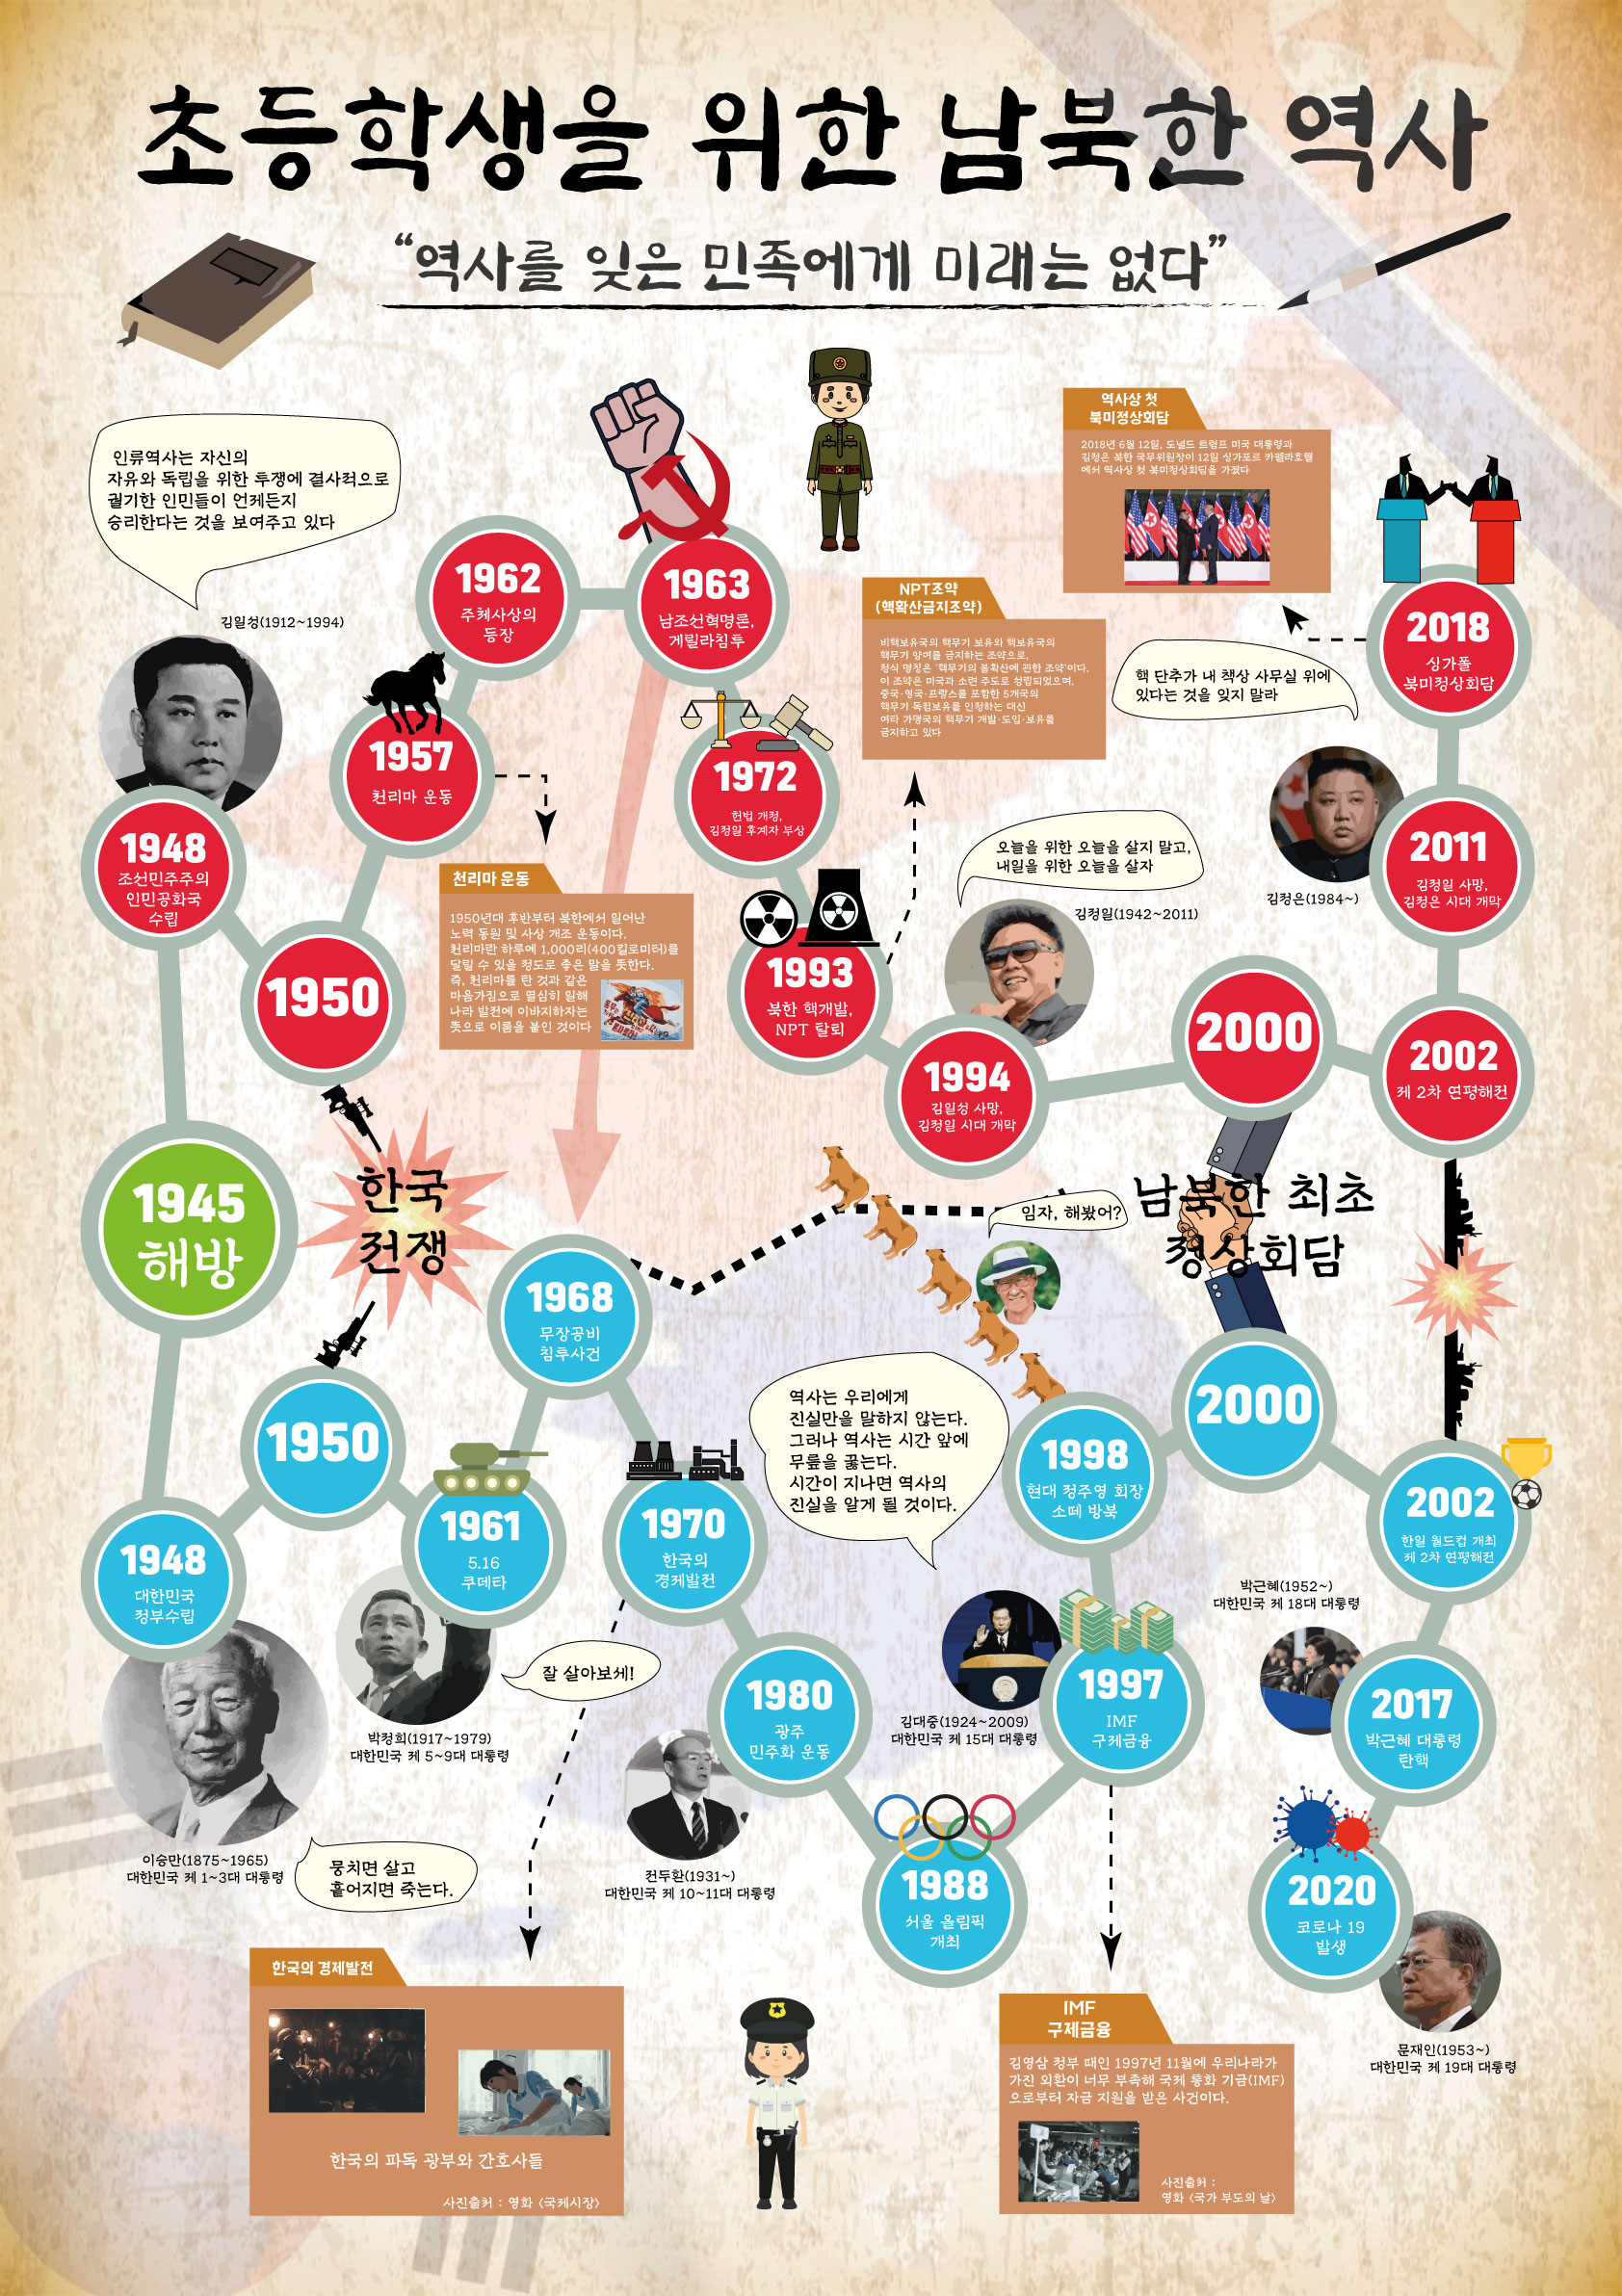 초등학생을 위한 남북한 역사
“역사를 잊은 민족에게 미래는 없다”
인류역사는 자신의
자유와 독립을 위한 투쟁에 결사적으로
궐기한 인민들이 언제든지
승리한다는 것을 보여주고 있다
김일성(1912~1994)
1948
조선민주주의
인민공화국
수립
1950
1957
천리마 운동
1962
주체사상의
등장
1963
남조선혁명론,
게릴라침투
천리마 운동
1950년대 후반부터 북한에서 일어난
노력 동원 및 사상 개조 운동이다.
천리마란 하루에 1,000리(400킬로미터)를
달릴 수 있을 정도로 좋은 말을 뜻한다.
즉, 천리마를 탄 것과 같은
마음가짐으로 열심히 일해
나라 발전에 이바지하자는
뜻으로 이름을 붙인 것이다
1972
헌법 개정,
김정일 후계자 부상
1993
북한 핵개발,
NPT 탈퇴
NPT조약
(핵확산금지조약)
비핵보유국의 핵무기 보유와 핵보유국의
핵무기 양여를 금지하는 조약으로,
정식 명칭은 '핵무기의 불확산에 관한 조약'이다.
이 조약은 미국과 소련 주도로 성립되었으며,
중국·영국·프랑스를 포함한 5개국의
핵무기 독점보유를 인정하는 대신
여타 가맹국의 핵무기 개발·도입·보유를
금지하고 있다
역사상 첫
북미정상회담
2018년 6월 12일, 도널드 트럼프 미국 대통령과
김정은 북한 국무위원장이 12일 싱가포르 카펠라호텔
에서 역사상 첫 북미정상회담을 가졌다
2018
싱가폴
북미정상회담
핵 단추가 내 책상 사무실 위에
있다는 것을 잊지 말라
김정은(1984~)
2011
김정일 사망,
김정은 시대 개막
오늘을 위한 오늘을 살지 말고,
내일을 위한 오늘을 살자
김정일(1942~2011)
1994
김일성 사망,
김정일 시대 개막
2000
2002
제 2차 연평해전
1945
해방
한국
전쟁
임자, 해봤어?
남북한 최초
정상회담
1968
무장공비
침투사건
1950
1948
대한민국
정부수립
1961
5.16
쿠데타
1970
한국의
경제발전
역사는 우리에게
진실만을 말하지 않는다.
그러나 역사는 시간 앞에
무릎을 꿇는다.
시간이 지나면 역사의
진실을 알게 될 것이다.
1998
현대 정주영 회장
소떼 방북
2000
2002
한일 월드컵 개최
제 2차 연평해전
박근혜(1952~)
대한민국 제 18대 대통령
2017
박근혜 대통령
탄핵
잘 살아보세!
박정희(1917~1979)
대한민국 제 5~9대 대통령
1980
광주
민주화 운동
김대중(1924~2009)
대한민국 제 15대 대통령
1997
IMF
구제금융
이승만(1875~1965)
대한민국 제 1~3대 대통령
뭉치면 살고
흩어지면 죽는다.
전두환(1931~)
대한민국 제 10~11대 대통령
1988
서울 올림픽
개최
2020
코로나 19
발생
문재인(1953~)
대한민국 제 19대 대통령
한국의 경제발전
한국의 파독 광부와 간호사들
사진출처 : 영화 <국제시장>
IMF
구제금융
김영삼 정부 때인 1997년 11월에 우리나라가
가진 외환이 너무 부족해 국제 통화 기금(IMF)
으로부터 자금 지원을 받은 사건이다.
사진출처 :
영화 <국가 부도의 날>